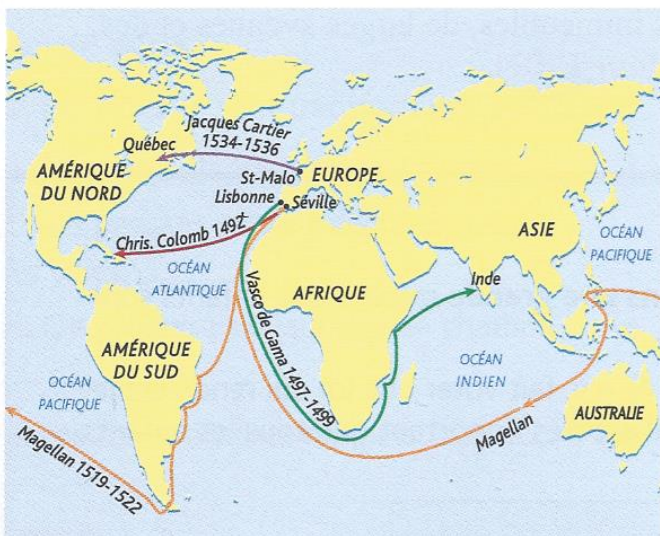 Jacques Cartier
1534-1536
Québec
AMÉRIQUE
DU NORD
St-Malo
EUROPE
Lisbonne
Séville
Chris. Colomb 1492
OCÉAN
ATLANTIQUE
ASIE
OCÉAN
PACIFIQUE
Inde
Vasco de Gama 1497-1499
AFRIQUE
AMÉRIQUE
DU SUD
OCÉAN
PACIFIQUE
OCÉAN
INDIEN
AUSTRALIE
Magellan
Magellan 1519-1522